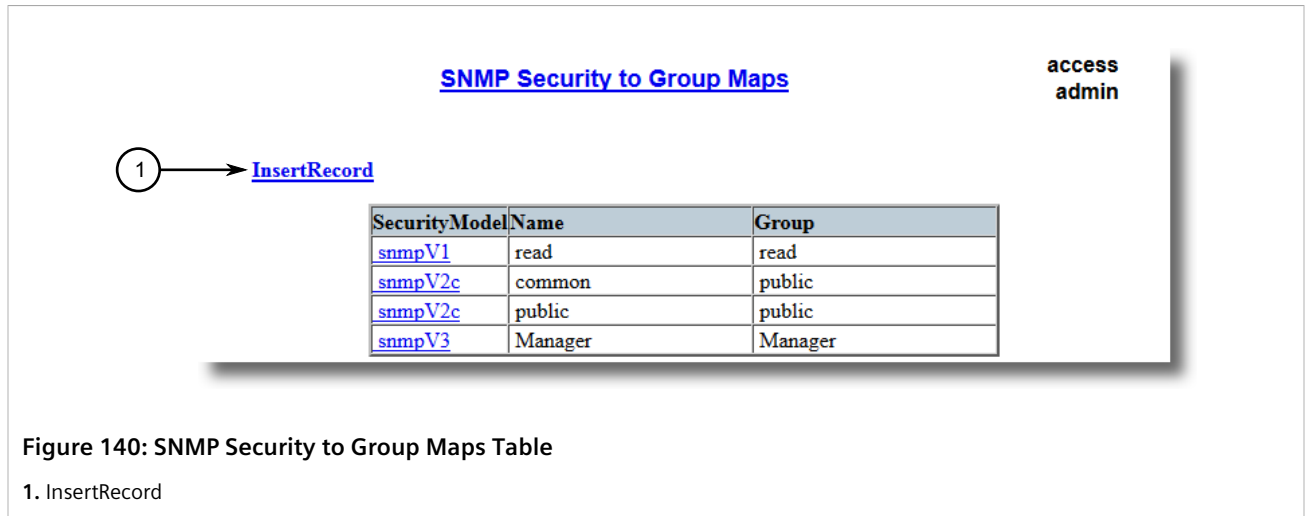 SNMP Security to Group Maps
access
admin
1
InsertRecord
SecurityModel Name Group
snmpV1 read read
snmpV2c common public
snmpV2c public public
snmpV3 Manager Manager
Figure 140: SNMP Security to Group Maps Table
1. InsertRecord